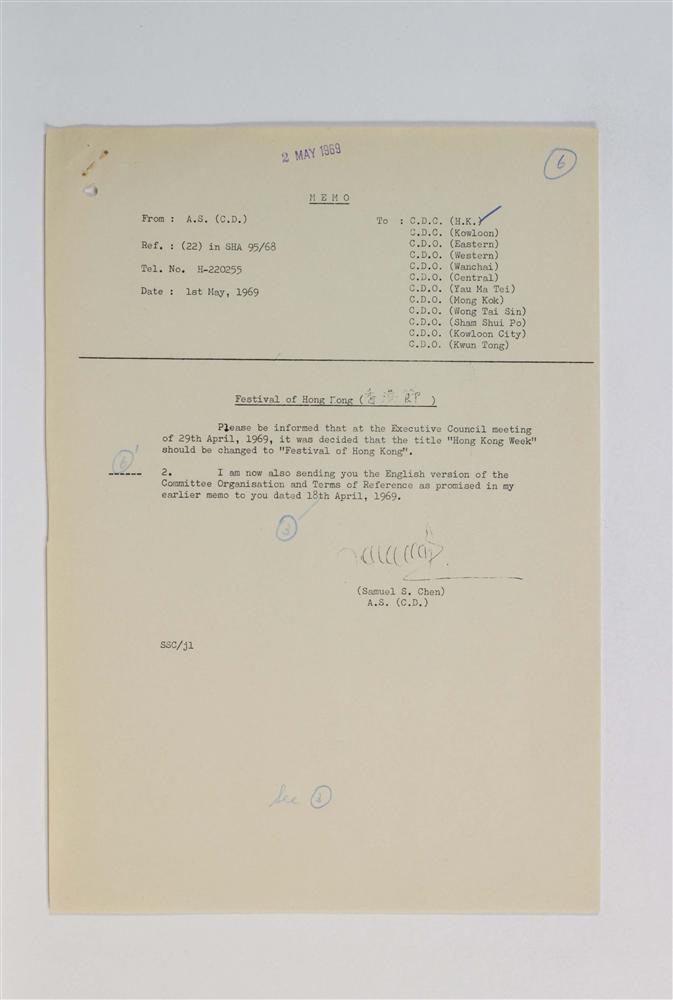 2 MAY 1969
6
MEMO
From : A.S. (C.D.)
Ref. : (22) in SHA 95/68
Tel. No. H-220255
Date : 1st May, 1969
To : C.D.C. (H.K.)
C.D.C. (Kowloon)
C.D.O. (Eastern)
C.D.O. (Western)
C.D.O. (Wanchai)
C.D.O. (Central)
C.D.O. (Yau Ma Tei)
C.D.O. (Mong Kok)
C.D.O. (Wong Tai Sin)
C.D.O. (Sham Shui Po)
C.D.O. (Kowloon City)
C.D.O. (Kwun Tong)
Festival of Hong Kong (香港節)
Please be informed that at the Executive Council meeting
of 29th April, 1969, it was decided that the title "Hong Kong Week"
should be changed to "Festival of Hong Kong".
2. I am now also sending you the English version of the
Committee Organisation and Terms of Reference as promised in my
earlier memo to you dated 18th April, 1969.
3
(Samuel S. Chen)
A.S. (C.D.)
SSC/jl
See 3